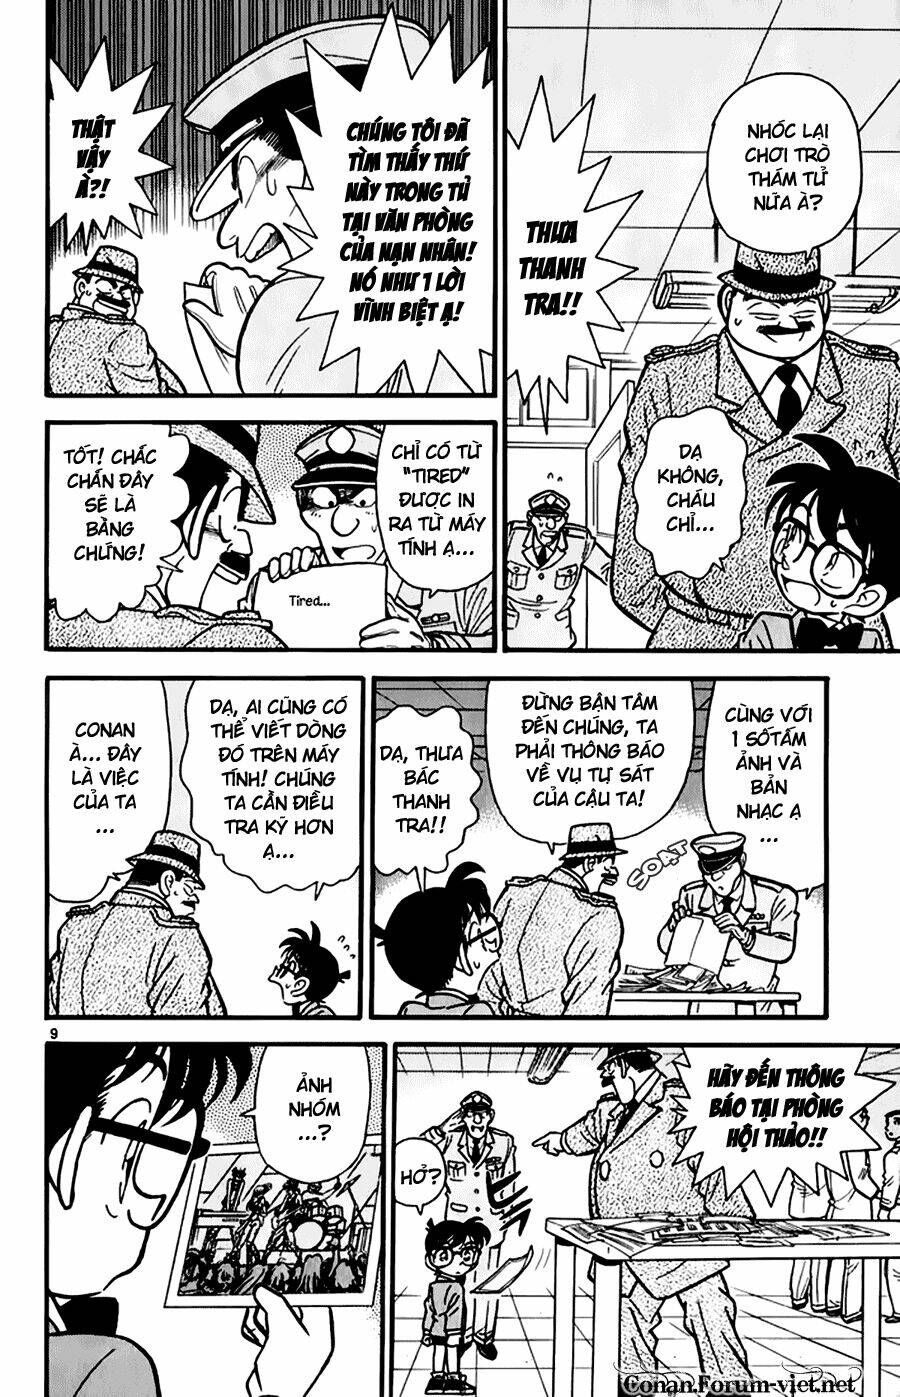 NHÓC LẠI
CHƠI TRÒ
THÁM TỬ
NỮA À?
DẠ
KHÔNG,
CHÁU
CHỈ...
THƯA
THANH
TRA!!
CHÚNG TÔI ĐÃ
TÌM THẤY THỨ
NÀY TRONG TỦ
TẠI VĂN PHÒNG
CỦA NẠN NHÂN!
NÓ NHƯ 1 LỜI
VĨNH BIỆT Ạ!
THẬT
VẬY
À?!
CHỈ CÓ TỪ
"TIRED"
ĐƯỢC IN
RA TỪ MÁY
TÍNH Ạ...
Tired...
TỐT! CHẮC
CHẮN ĐÂY
SẼ LÀ
BẰNG
CHỨNG!
CÙNG VỚI
1 SỐTẤM
ẢNH VÀ
BẢN
NHẠC Ạ
...
SOẠT
ĐỪNG BẬN TÂM
ĐẾN CHÚNG, TA
PHẢI THÔNG BÁO
VỀ VỤ TỰ SÁT
CỦA CẬU TA!
DẠ, THƯA
BÁC
THANH
TRA!!
DẠ, AI CŨNG CÓ
THỂ VIẾT DÒNG
ĐÓ TRÊN MÁY
TÍNH! CHÚNG
TA CẦN ĐIỀU
TRA KỸ HƠN
Ạ...
CONAN
À... ĐÂY
LÀ VIỆC
CỦA TA
...
9
HÃY ĐẾN THÔNG
BÁO TẠI PHÒNG
HỘI THẢO!!
HỞ?
ẢNH
NHÓM
...?
Conan.Forum-viet.net